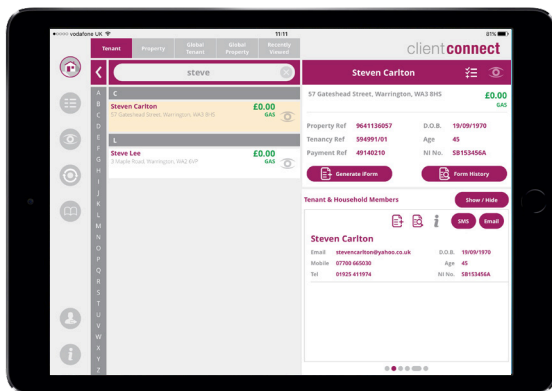 vodafone UK
11:11
81%
Tenant
Property
Global Tenant
Global Property
Recently Viewed
clientconnect
steve
Steven Carlton
A
B
C
D
E
F
G
H
I
J
K
L
M
N
O
P
Q
R
S
T
U
V
W
X
Y
Z
C
Steven Carlton
57 Gateshead Street, Warrington, WA3 8HS
£0.00
GAS
L
Steve Lee
3 Maple Road, Warrington, WA2 6VP
£0.00
GAS
57 Gateshead Street, Warrington, WA3 8HS
£0.00
GAS
Property Ref 9641136057 D.O.B. 19/09/1970
Tenancy Ref 594991/01 Age 45
Payment Ref 49140210 NI No. SB153456A
Generate iForm
Form History
Tenant & Household Members
Show / Hide
SMS
Email
Steven Carlton
Email stevencarlton@yahoo.co.uk D.O.B. 19/09/1970
Mobile 07700 665030 Age 45
Tel 01925 411974 NI No. SB153456A